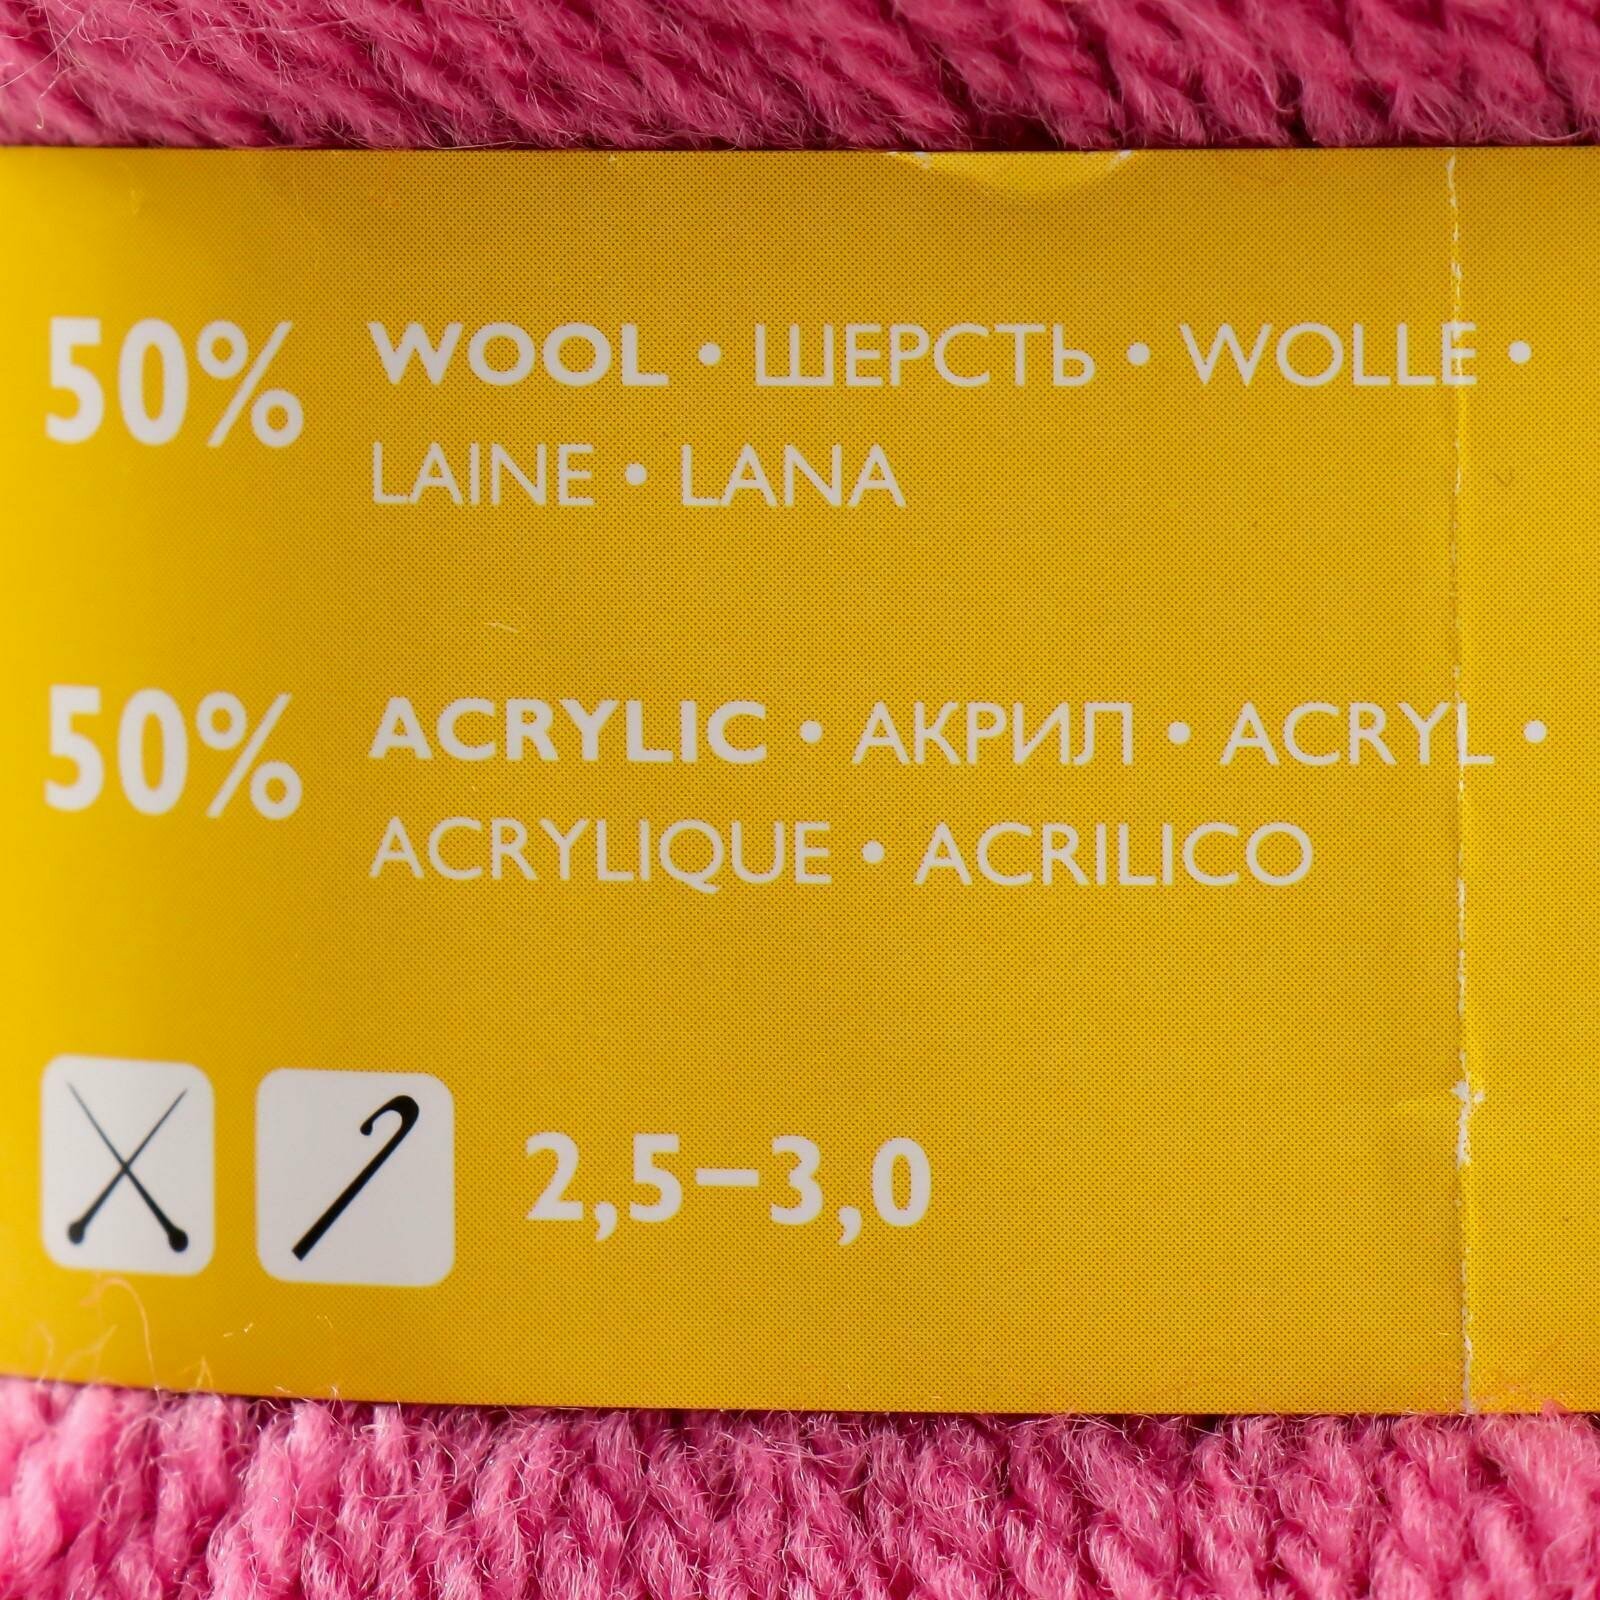 50% WOOL • ШЕРСТЬ • WOLLE •
LAINE • LANA
50% ACRYLIC • АКРИЛ • ACRYL •
ACRYLIQUE • ACRILICO
2,5–3,0